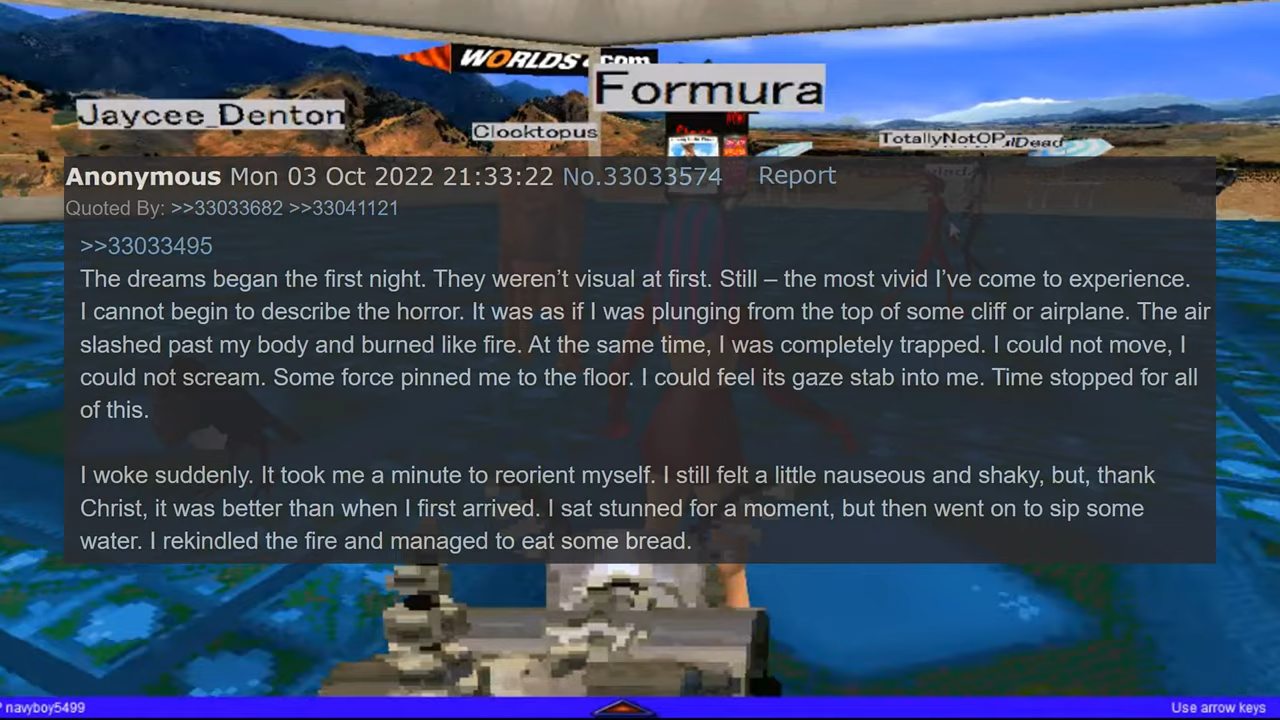 WORLDS.com
Formura
Jaycee_Denton
Clocktopus
TotallyNotOP
Dead
Anonymous Mon 03 Oct 2022 21:33:22 No.33033574 Report
Quoted By: >>33033682 >>33041121
>>33033495
The dreams began the first night. They weren’t visual at first. Still – the most vivid I’ve come to experience.
I cannot begin to describe the horror. It was as if I was plunging from the top of some cliff or airplane. The air
slashed past my body and burned like fire. At the same time, I was completely trapped. I could not move, I
could not scream. Some force pinned me to the floor. I could feel its gaze stab into me. Time stopped for all
of this.
I woke suddenly. It took me a minute to reorient myself. I still felt a little nauseous and shaky, but, thank
Christ, it was better than when I first arrived. I sat stunned for a moment, but then went on to sip some
water. I rekindled the fire and managed to eat some bread.
navyboy5499
Use arrow keys